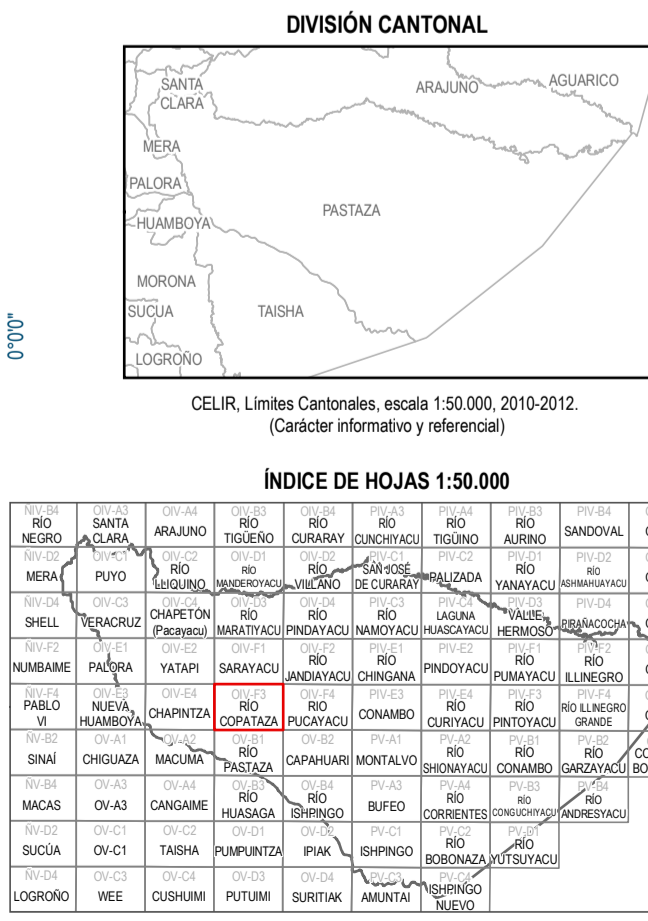 DIVISIÓN CANTONAL
SANTA
CLARA
ARAJUNO
AGUARICO
MERA
PALORA
PASTAZA
HUAMBOYA
MORONA
SUCUA
TAISHA
LOGROÑO
0°0'0"
CELIR, Límites Cantonales, escala 1:50.000, 2010-2012.
(Carácter informativo y referencial)
ÍNDICE DE HOJAS 1:50.000
ÑIV-B4 OIV-A3 OIV-A4 OIV-B3 OIV-B4 PIV-A3 PIV-A4 PIV-B3 PIV-B4
RÍO SANTA ARAJUNO RÍO RÍO RÍO RÍO RÍO SANDOVAL
NEGRO CLARA TIGÜEÑO CURARAY CUNCHIYACU TIGÜINO AURINO
ÑIV-D2 OIV-C1 OIV-C2 OIV-D1 OIV-D2 PIV-C1 PIV-C2 PIV-D1 PIV-D2
MERA PUYO RÍO RÍO RÍO SAN JOSÉ PALIZADA RÍO RÍO
LLIQUINO MANDEROYACU VILLANO DE CURARAY YANAYACU ASHMAHUAYACU
ÑIV-D4 OIV-C3 OIV-C4 OIV-D3 OIV-D4 PIV-C3 PIV-C4 PIV-D3 PIV-D4
SHELL VERACRUZ CHAPETÓN RÍO RÍO RÍO LAGUNA VALLE PIRAÑACOCHA
(Pacayacu) MARATIYACU PINDAYACU NAMOYACU HUASCAYACU HERMOSO
ÑIV-F2 OIV-E1 OIV-E2 OIV-F1 OIV-F2 PIV-E1 PIV-E2 PIV-F1 PIV-F2
NUMBAIME PALORA YATAPI SARAYACU RÍO RÍO PINDOYACU RÍO RÍO
JANDIAYACU CHINGANA PUMAYACU ILLINEGRO
ÑIV-F4 OIV-E3 OIV-E4 OIV-F3 OIV-F4 PIV-E3 PIV-E4 PIV-F3 PIV-F4
PABLO NUEVA CHAPINTZA RÍO RÍO CONAMBO RÍO RÍO RÍO ILLINEGRO
VI HUAMBOYA COPATAZA PUCAYACU CURIYACU PINTOYACU GRANDE
ÑV-B2 OV-A1 OV-A2 OV-B1 OV-B2 PV-A1 PV-A2 PV-B1 PV-B2
SINAÍ CHIGUAZA MACUMA RÍO CAPAHUARI MONTALVO RÍO RÍO RÍO
PASTAZA SHIONAYACU CONAMBO GARZAYACU
ÑV-B4 OV-A3 OV-A4 OV-B3 OV-B4 PV-A3 PV-A4 PV-B3 PV-B4
MACAS OV-A3 CANGAIME RÍO RÍO BUFEO RÍO RÍO RÍO
HUASAGA ISHPINGO CORRIENTES CONGUCHIYACU ANDRESYACU
ÑV-D2 OV-C1 OV-C2 OV-D1 OV-D2 PV-C1 PV-C2 PV-D1
SUCÚA OV-C1 TAISHA PUMPUINTZA IPIAK ISHPINGO RÍO RÍO
BOBONAZA YUTSUYACU
ÑV-D4 OV-C3 OV-C4 OV-D3 OV-D4 PV-C3 PV-C4
LOGROÑO WEE CUSHUIMI PUTUIMI SURITIAK AMUNTAI ISHPINGO
NUEVO